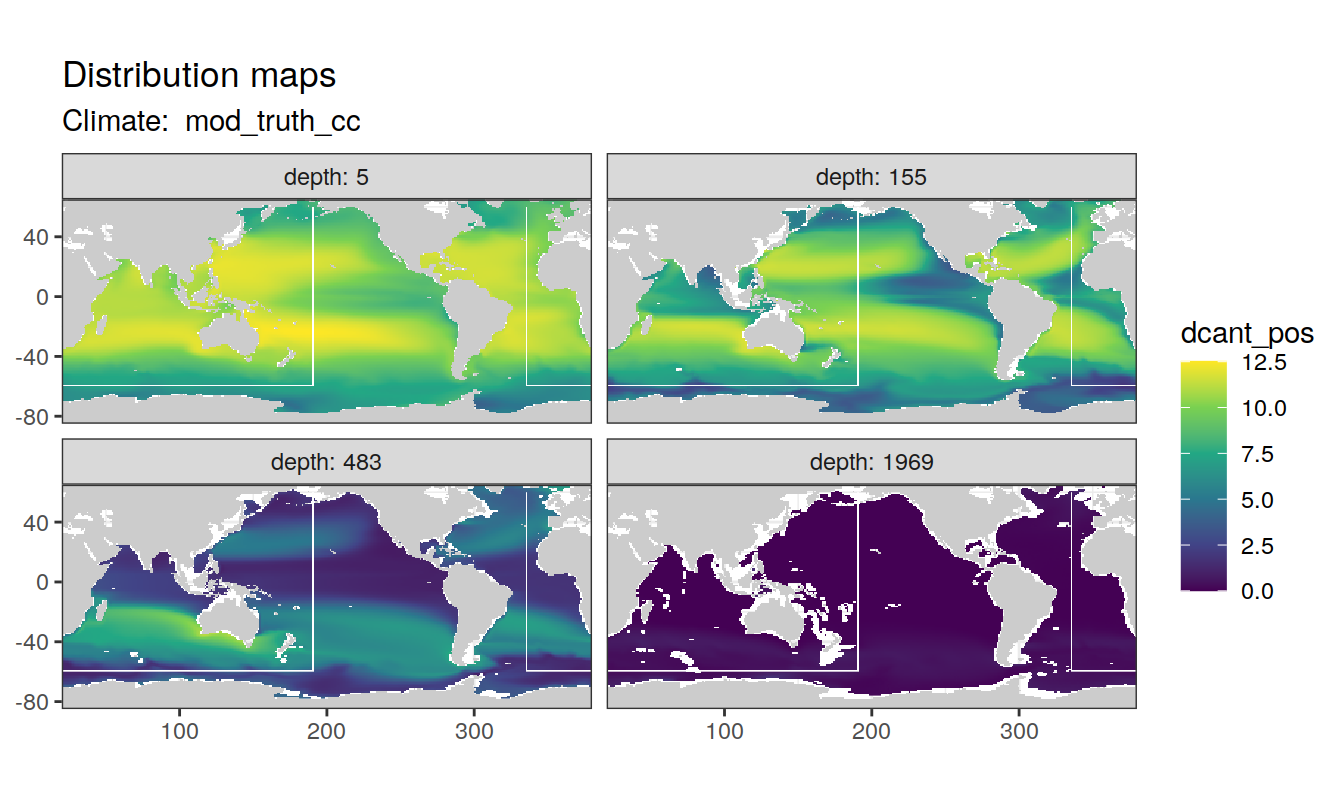 Distribution maps
Climate:  mod_truth_cc
depth: 5
depth: 155
40
0
-40
-80
depth: 483
depth: 1969
40
0
-40
-80
100
200
300
100
200
300
dcant_pos
12.5
10.0
7.5
5.0
2.5
0.0